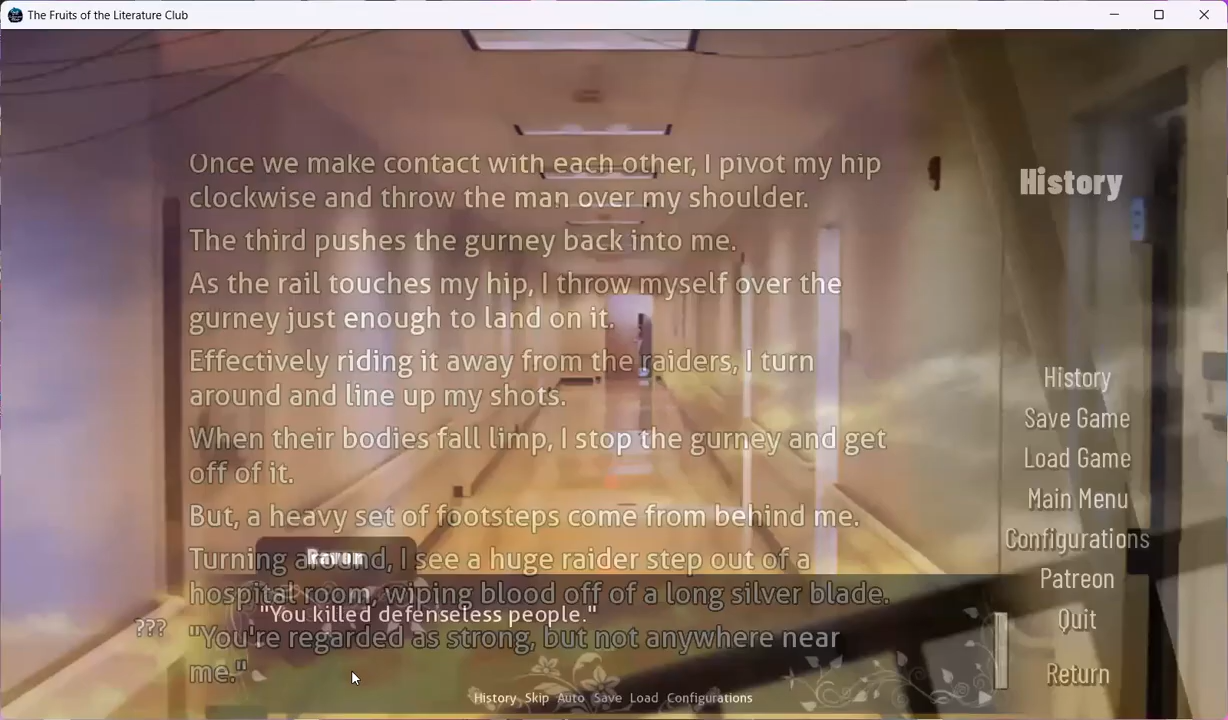 The Fruits of the Literature Club
Once we make contact with each other, I pivot my hip
clockwise and throw the man over my shoulder.
The third pushes the gurney back into me.
As the rail touches my hip, I throw myself over the
gurney just enough to land on it.
Effectively riding it away from the raiders, I turn
around and line up my shots.
When their bodies fall limp, I stop the gurney and get
off of it.
But, a heavy set of footsteps come from behind me.
Turning around, I see a huge raider step out of a
hospital room, wiping blood off of a long silver blade.
???
"You're regarded as strong, but not anywhere near
me."
"You killed defenseless people."
History Skip Auto Save Load Configurations
History
History
Save Game
Load Game
Main Menu
Configurations
Patreon
Quit
Return